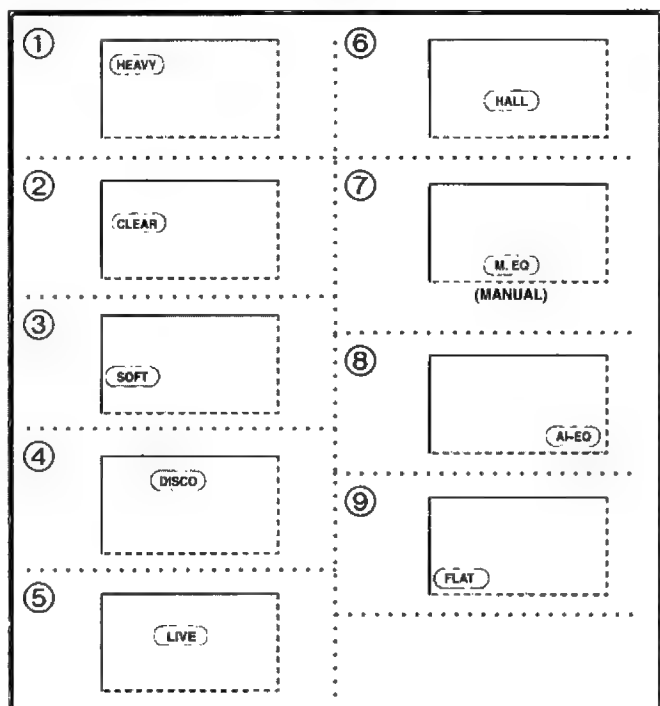 ①
HEAVY
②
CLEAR
③
SOFT
④
DISCO
⑤
LIVE
⑥
HALL
⑦
M. EQ
(MANUAL)
⑧
AI-EQ
⑨
FLAT